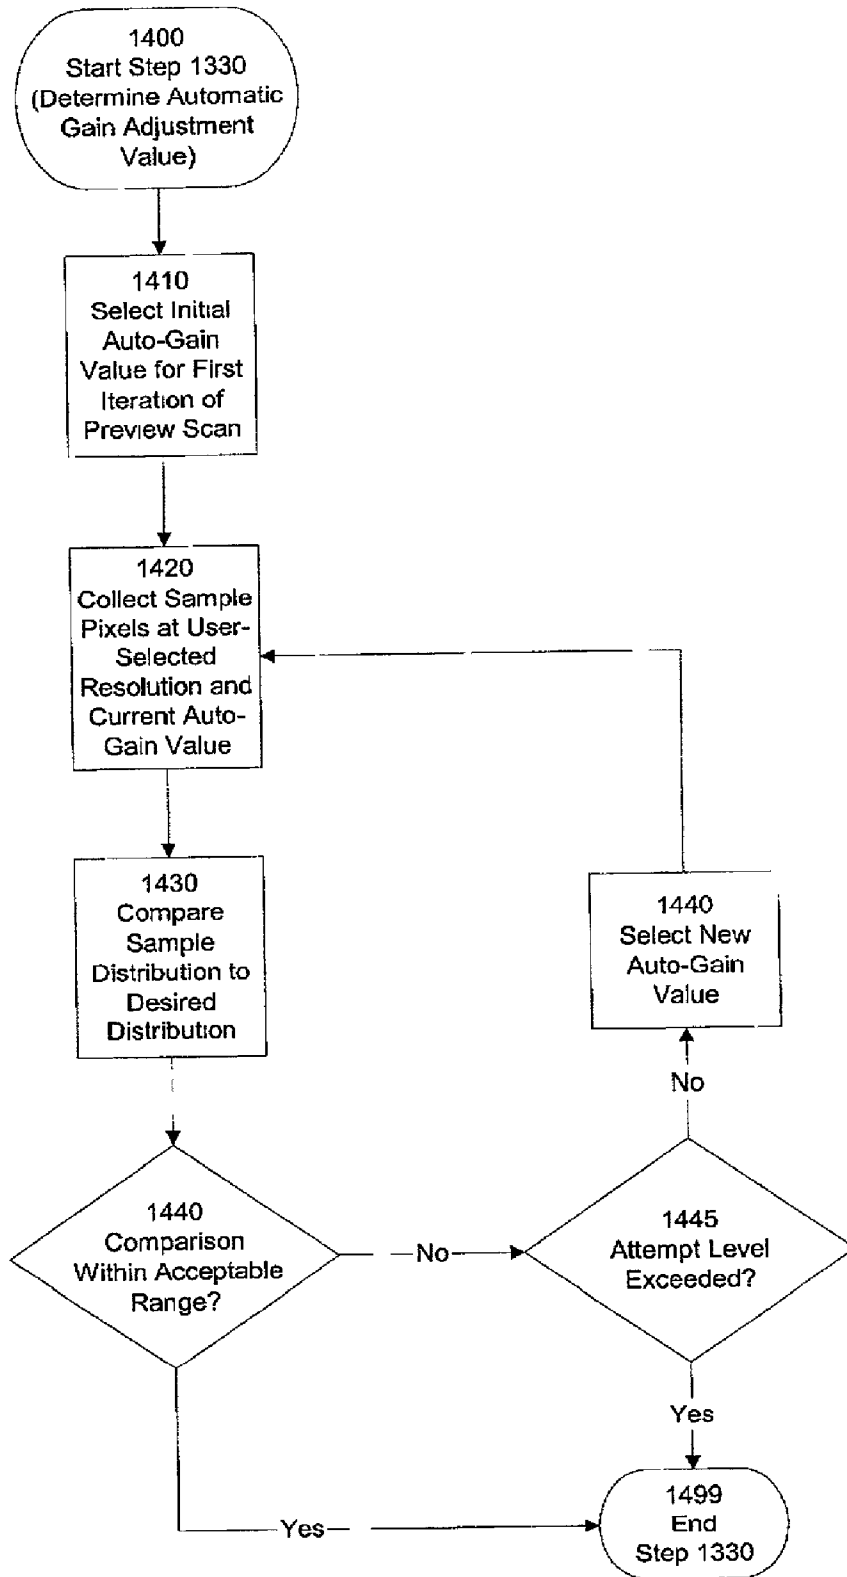 1400
Start Step 1330
(Determine Automatic
Gain Adjustment
Value)
1410
Select Initial
Auto-Gain
Value for First
Iteration of
Preview Scan
1420
Collect Sample
Pixels at User-
Selected
Resolution and
Current Auto-
Gain Value
1430
Compare
Sample
Distribution to
Desired
Distribution
1440
Select New
Auto-Gain
Value
No
1440
Comparison
Within Acceptable
Range?
No
1445
Attempt Level
Exceeded?
Yes
Yes
1499
End
Step 1330